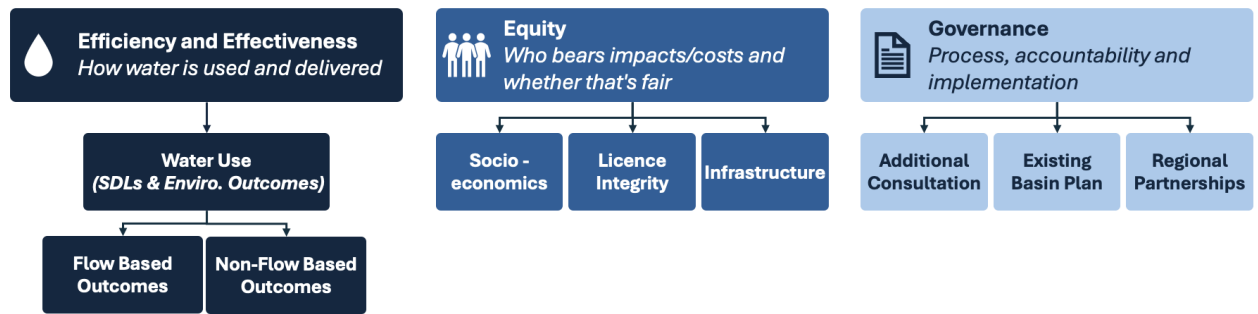 Efficiency and Effectiveness
How water is used and delivered
Water Use
(SDLs & Enviro. Outcomes)
Flow Based
Outcomes
Non-Flow Based
Outcomes
Equity
Who bears impacts/costs and
whether that's fair
Socio -
economics
Licence
Integrity
Infrastructure
Governance
Process, accountability and
implementation
Additional
Consultation
Existing
Basin Plan
Regional
Partnerships